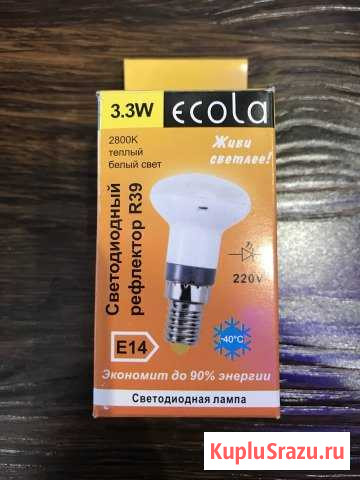 3.3W
ecola
2800K
теплый
белый свет
Живи
светлее!
Светодиодный
рефлектор R39
220V
E14
-40°C
Экономит до 90% энергии
Светодиодная лампа
KupluSrazu.ru